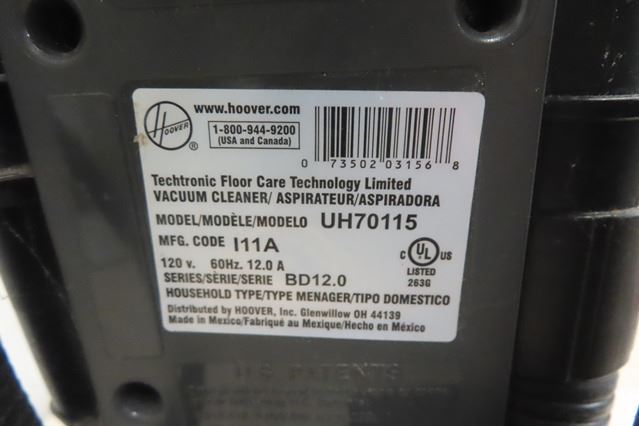 HOOVER
®
www.hoover.com
1-800-944-9200
(USA and Canada)
0 73502 03156 8
Techtronic Floor Care Technology Limited
VACUUM CLEANER/ ASPIRATEUR/ASPIRADORA
MODEL/MODÈLE/MODELO UH70115
MFG. CODE I11A
120 v. 60Hz. 12.0 A
SERIES/SÈRIE/SERIE BD12.0
C UL US
LISTED
263G
HOUSEHOLD TYPE/TYPE MENAGER/TIPO DOMESTICO
Distributed by HOOVER, Inc. Glenwillow OH 44139
Made in Mexico/Fabriqué au Mexique/Hecho en México
U.S. PATENTS